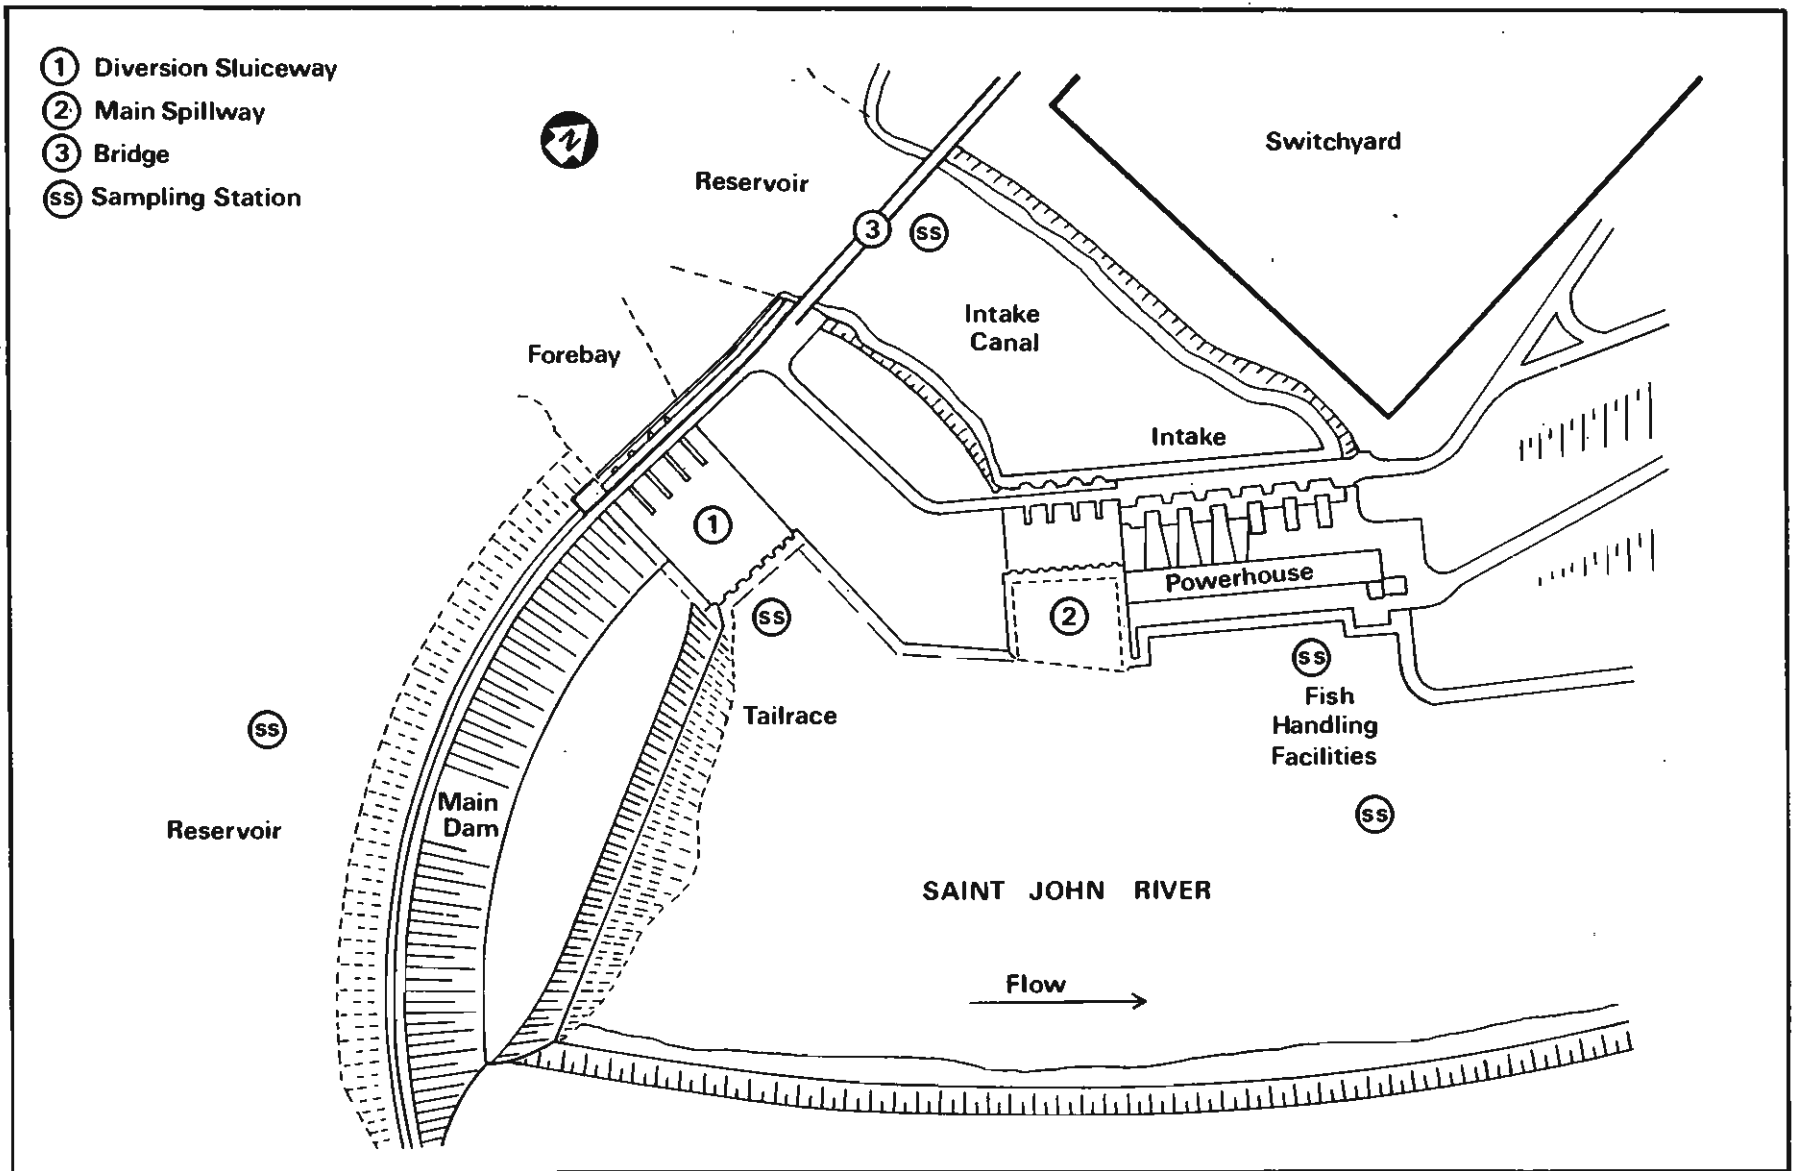 1 Diversion Sluiceway
2 Main Spillway
3 Bridge
SS Sampling Station
N
Switchyard
Reservoir
3
SS
Intake
Canal
Forebay
Intake
1
Powerhouse
2
SS
SS
Fish
Handling
Facilities
Tailrace
SS
Reservoir
Main
Dam
SS
SAINT JOHN RIVER
Flow